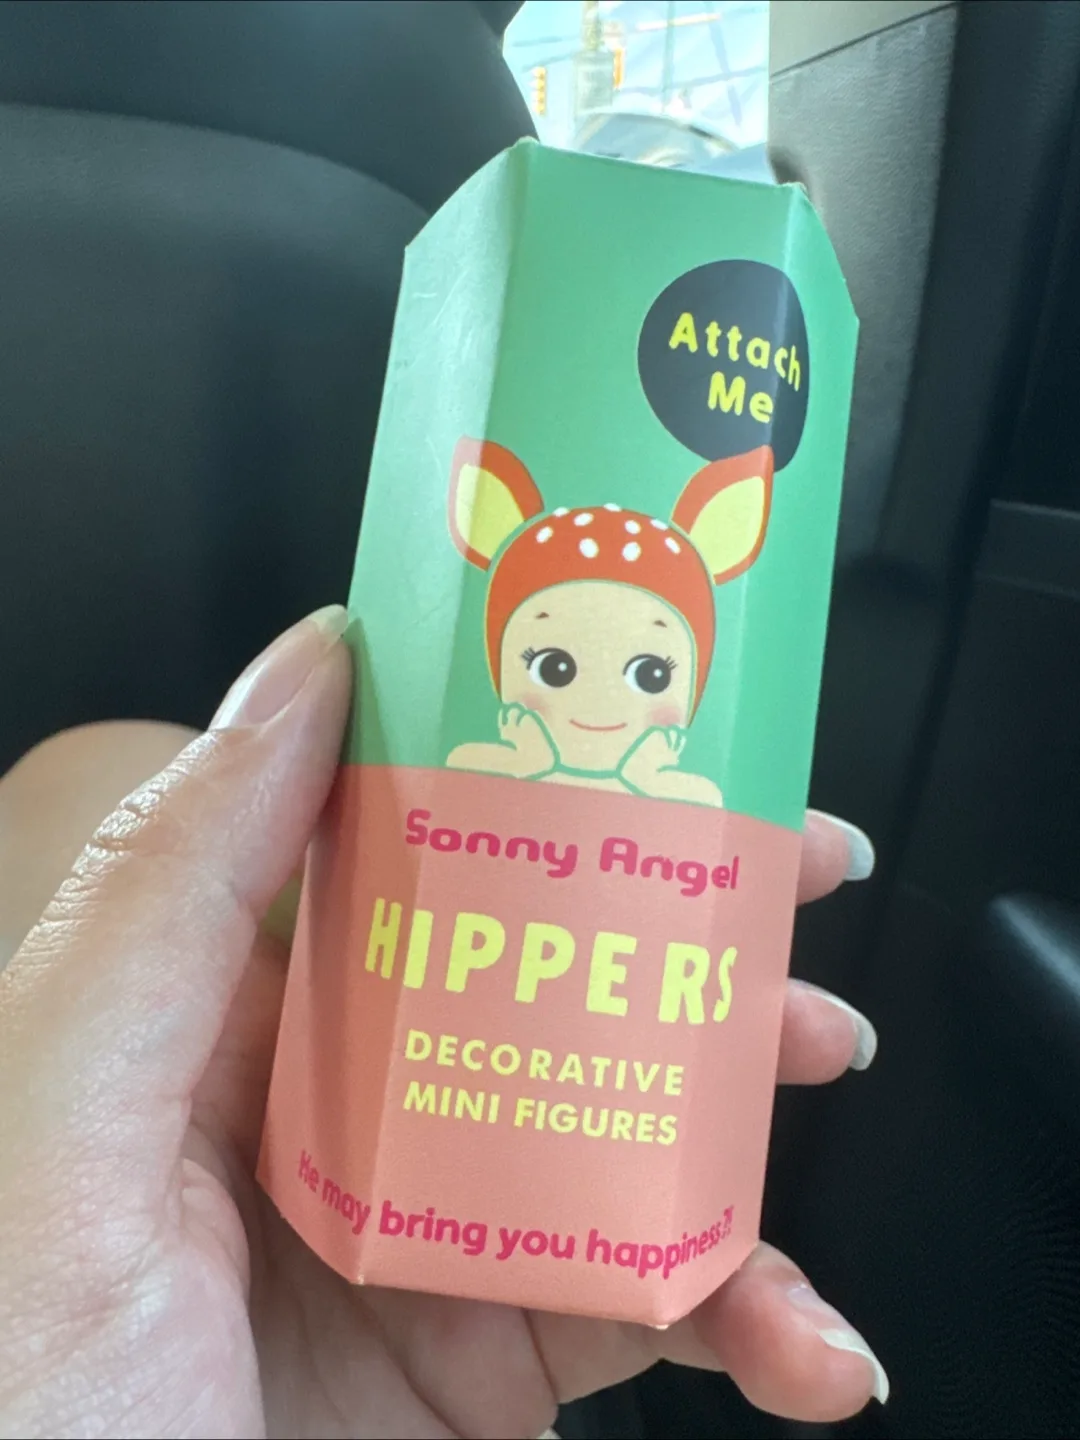 Attach
Me
Sonny Angel
HIPPERS
DECORATIVE
MINI FIGURES
He may bring you happiness?!